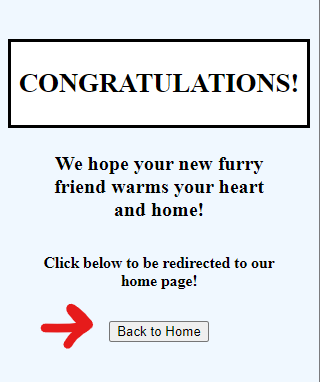 CONGRATULATIONS!
We hope your new furry
friend warms your heart
and home!
Click below to be redirected to our
home page!
Back to Home